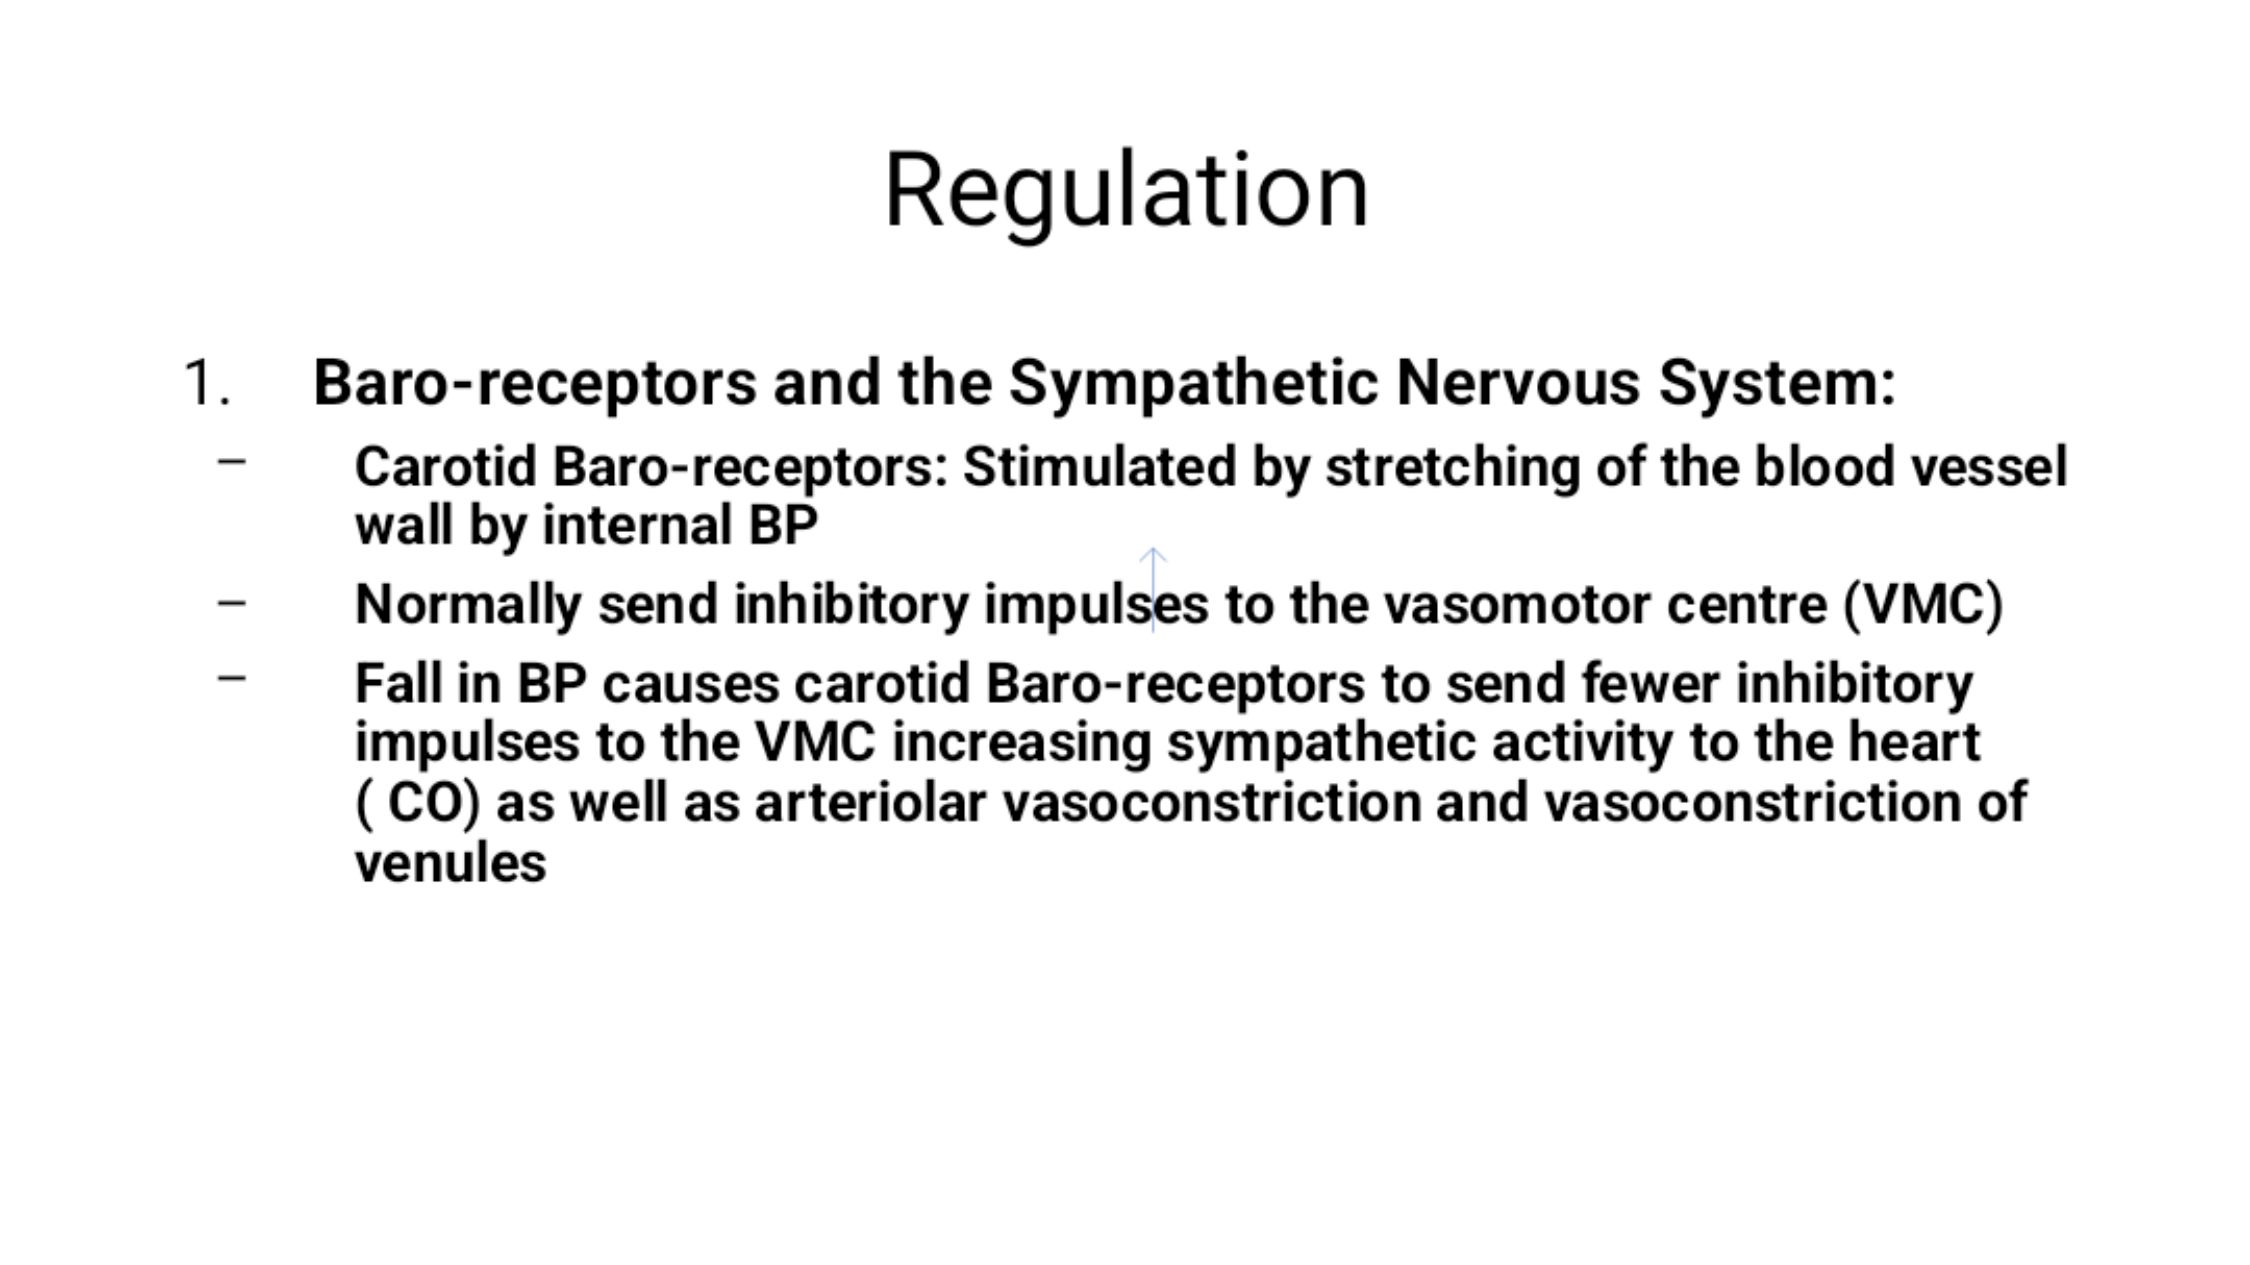 Regulation
1. Baro-receptors and the Sympathetic Nervous System:
– Carotid Baro-receptors: Stimulated by stretching of the blood vessel
wall by internal BP
– Normally send inhibitory impulses to the vasomotor centre (VMC)
– Fall in BP causes carotid Baro-receptors to send fewer inhibitory
impulses to the VMC increasing sympathetic activity to the heart
( CO) as well as arteriolar vasoconstriction and vasoconstriction of
venules